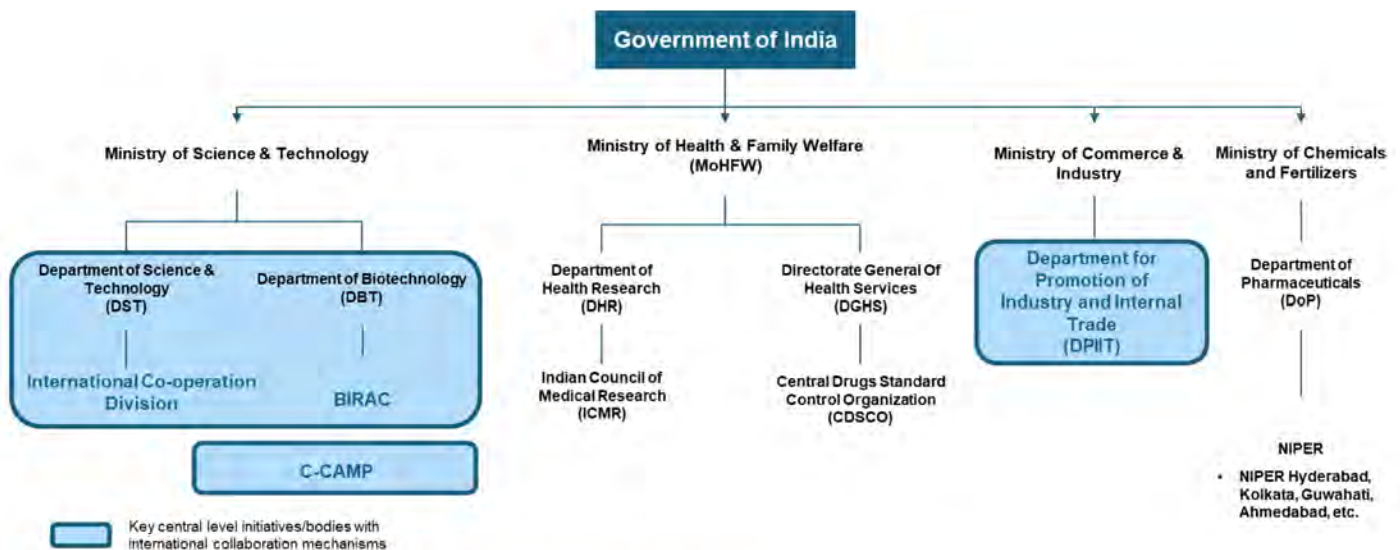 Government of India
Ministry of Science & Technology
Ministry of Health & Family Welfare
(MoHFW)
Ministry of Commerce &
Industry
Ministry of Chemicals
and Fertilizers
Department of Science &
Technology
(DST)
Department of Biotechnology
(DBT)
Department of
Health Research
(DHR)
Directorate General Of
Health Services
(DGHS)
Department for
Promotion of
Industry and Internal
Trade
(DPIIT)
Department of
Pharmaceuticals
(DoP)
International Co-operation
Division
BIRAC
Indian Council of
Medical Research
(ICMR)
Central Drugs Standard
Control Organization
(CDSCO)
C-CAMP
NIPER
• NIPER Hyderabad,
Kolkata, Guwahati,
Ahmedabad, etc.
Key central level initiatives/bodies with
international collaboration mechanisms